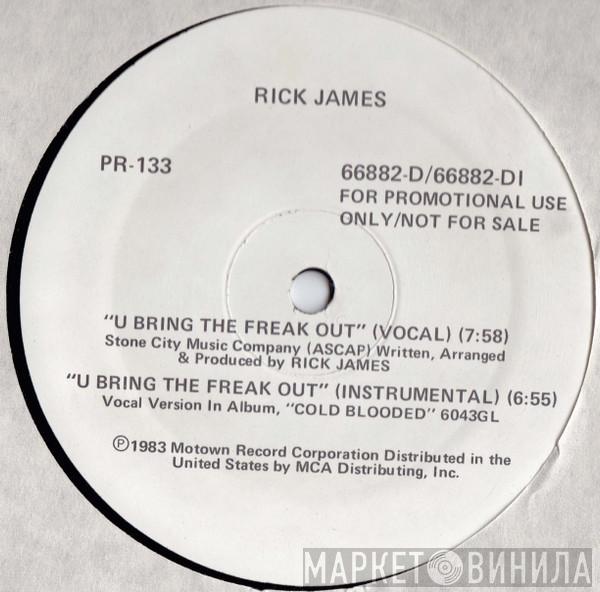 RICK JAMES
PR-133
66882-D/66882-DI
FOR PROMOTIONAL USE
ONLY/NOT FOR SALE
"U BRING THE FREAK OUT" (VOCAL) (7:58)
Stone City Music Company (ASCAP) Written, Arranged
& Produced by RICK JAMES
"U BRING THE FREAK OUT" (INSTRUMENTAL) (6:55)
Vocal Version In Album, "COLD BLOODED" 6043GL
Ⓟ1983 Motown Record Corporation Distributed in the
United States by MCA Distributing, Inc.
МАРКЕТ ВИНИЛА